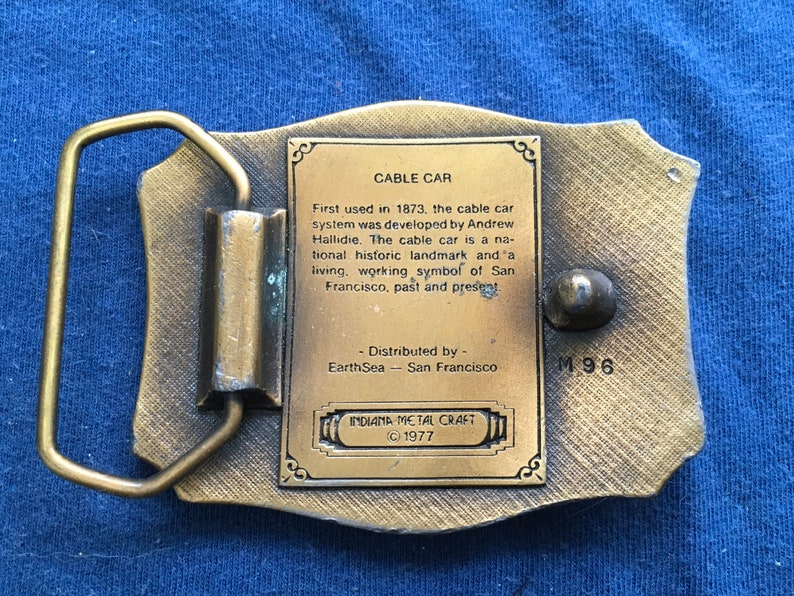 CABLE CAR
First used in 1873, the cable car
system was developed by Andrew
Hallidie. The cable car is a na-
tional historic landmark and a
living, working symbol of San
Francisco, past and present.
- Distributed by -
EarthSea — San Francisco
INDIANA METAL CRAFT
© 1977
M 96